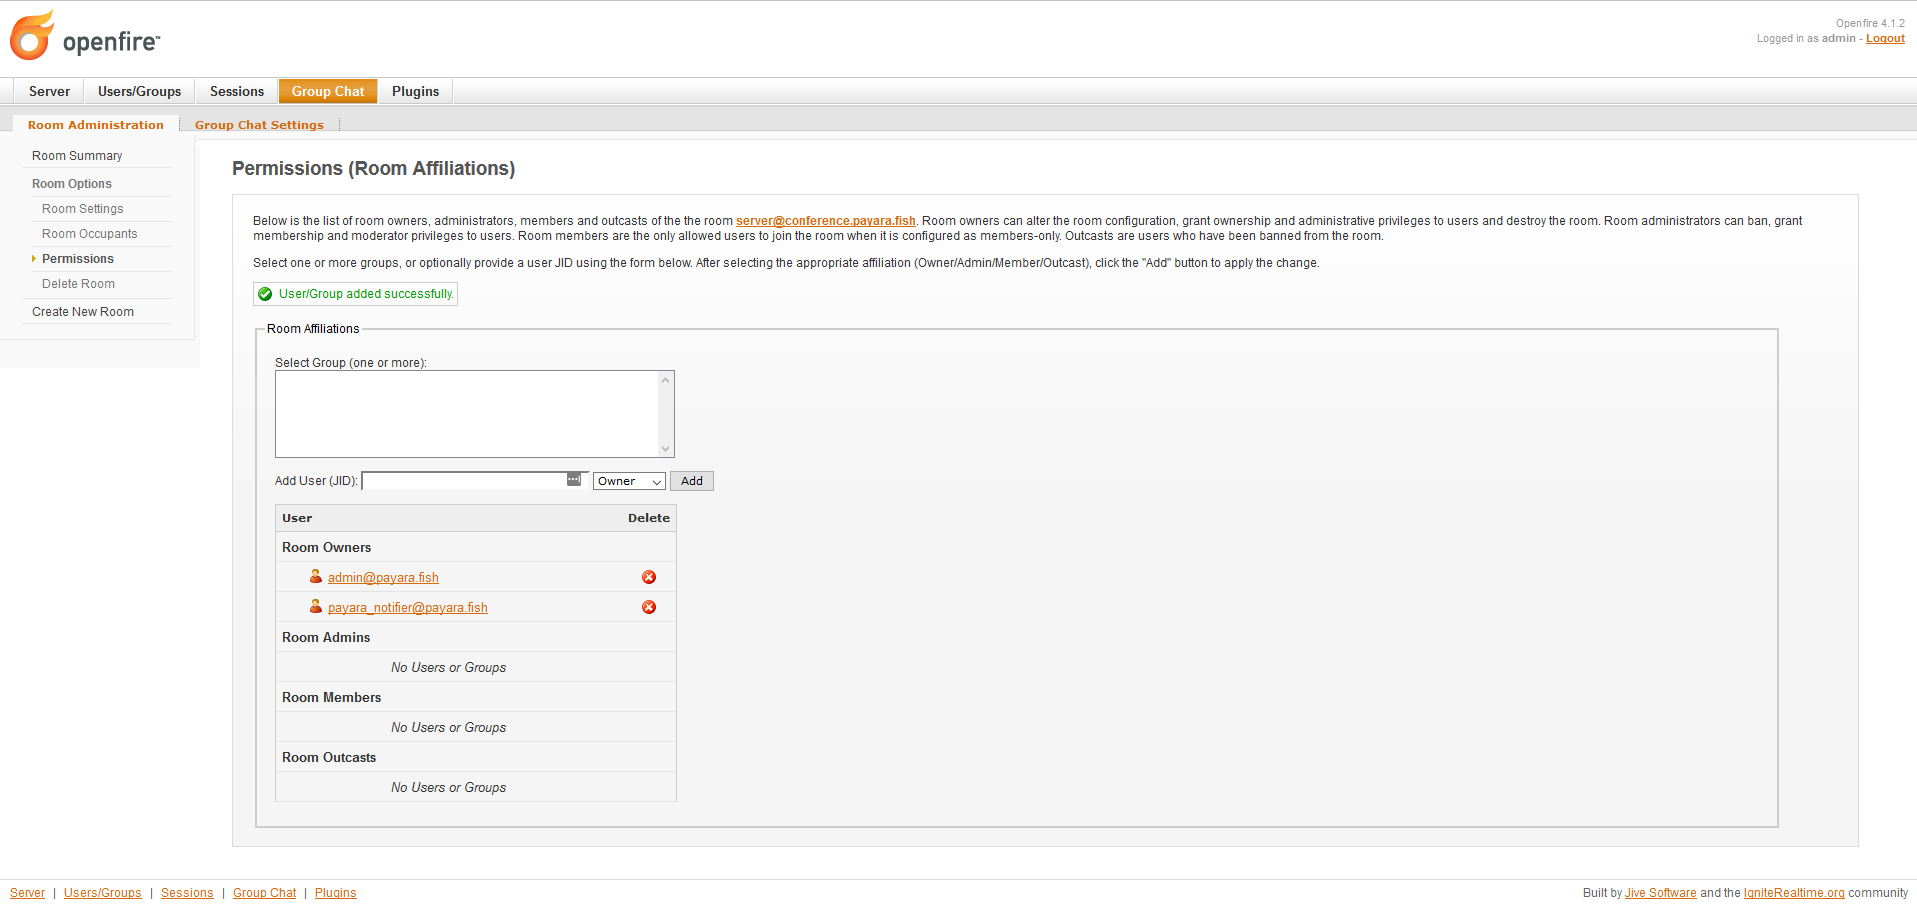 openfire™
Openfire 4.1.2
Logged in as admin - Logout
Server
Users/Groups
Sessions
Group Chat
Plugins
Room Administration
Group Chat Settings
Room Summary
Room Options
Room Settings
Room Occupants
Permissions
Delete Room
Create New Room
Permissions (Room Affiliations)
Below is the list of room owners, administrators, members and outcasts of the the room server@conference.payara.fish. Room owners can alter the room configuration, grant ownership and administrative privileges to users and destroy the room. Room administrators can ban, grant
membership and moderator privileges to users. Room members are the only allowed users to join the room when it is configured as members-only. Outcasts are users who have been banned from the room.
Select one or more groups, or optionally provide a user JID using the form below. After selecting the appropriate affiliation (Owner/Admin/Member/Outcast), click the "Add" button to apply the change.
User/Group added successfully.
Room Affiliations
Select Group (one or more):
Add User (JID):
Owner
Add
User Delete
Room Owners
admin@payara.fish
payara_notifier@payara.fish
Room Admins
No Users or Groups
Room Members
No Users or Groups
Room Outcasts
No Users or Groups
Server | Users/Groups | Sessions | Group Chat | Plugins
Built by Jive Software and the IgniteRealtime.org community